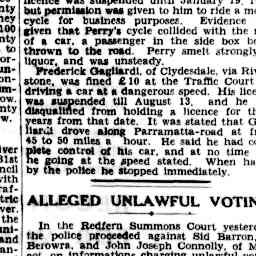 licence was suspended until January 19, 1
but permission was given to him to ride a mo
cycle for business purposes. Evidence
given that Perry's cycle collided with the r
of a car, a passenger in the side box be
thrown to the road. Perry smelt strongly
liquor, and was unsteady.
Frederick Gagliardi, of Clydesdale, via Riv
stone, was fined £10 at the Traffic Court
driving a car at a dangerous speed. His lice
was suspended till August 13, and he
disqualified from holding a licence for th
years from that date. It was stated that G
liardi drove along Parramatta-road at fr
45 to 50 miles a hour. He said he had co
plete control of his car, and at no time
he going at the speed stated. When ha
by the police he stopped immediately.
ALLEGED UNLAWFUL VOTIN
In the Redfern Summons Court yester
the police proceeded against Sid Barron,
Berowra, and John Joseph Connolly, of M